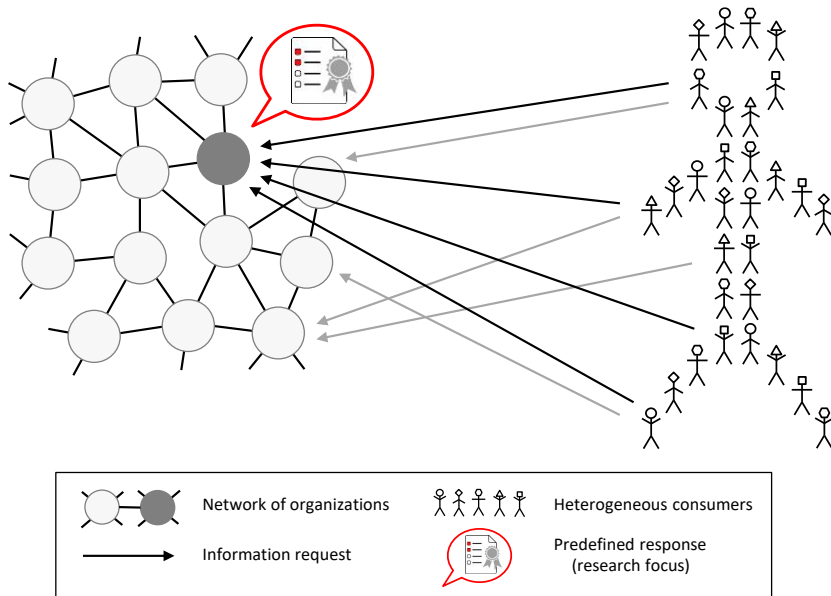 Network of organizations
Heterogeneous consumers
Information request
Predefined response
(research focus)